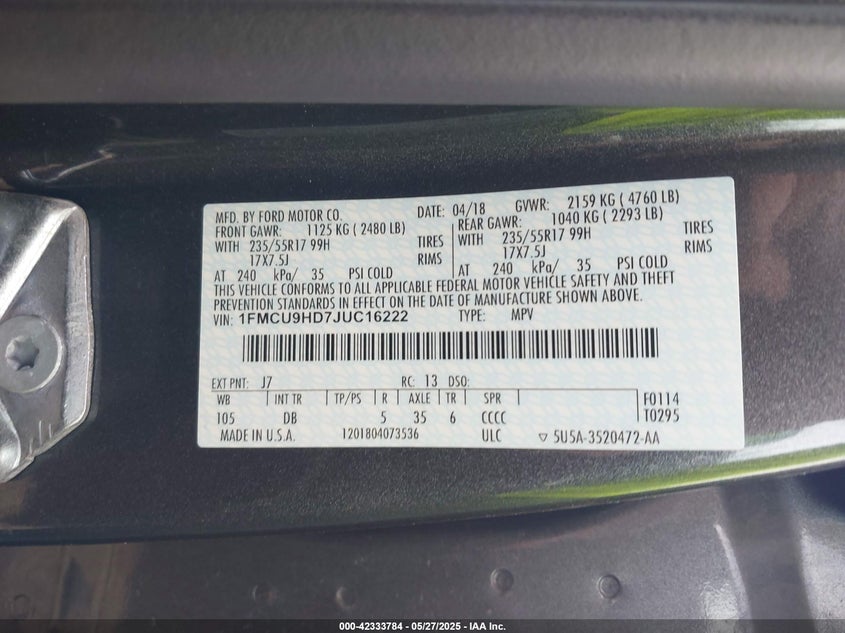 MFD. BY FORD MOTOR CO. DATE: 04/18 GVWR: 2159 KG ( 4760 LB)
FRONT GAWR: 1125 KG ( 2480 LB) REAR GAWR: 1040 KG ( 2293 LB)
WITH 235/55R17 99H TIRES WITH 235/55R17 99H TIRES
17X7.5J RIMS 17X7.5J RIMS
AT 240 kPa/ 35 PSI COLD AT 240 kPa/ 35 PSI COLD
THIS VEHICLE CONFORMS TO ALL APPLICABLE FEDERAL MOTOR VEHICLE SAFETY AND THEFT
PREVENTION STANDARDS IN EFFECT ON THE DATE OF MANUFACTURE SHOWN ABOVE.
VIN: 1FMCU9HD7JUC16222 TYPE: MPV
EXT PNT: J7 RC: 13 DSO:
WB INT TR TP/PS R AXLE TR SPR F0114
105 DB 5 35 6 CCCC T0295
MADE IN U.S.A. 1201804073536 ULC ▽ 5U5A-3520472-AA
000-42333784 - 05/27/2025 - IAA Inc.